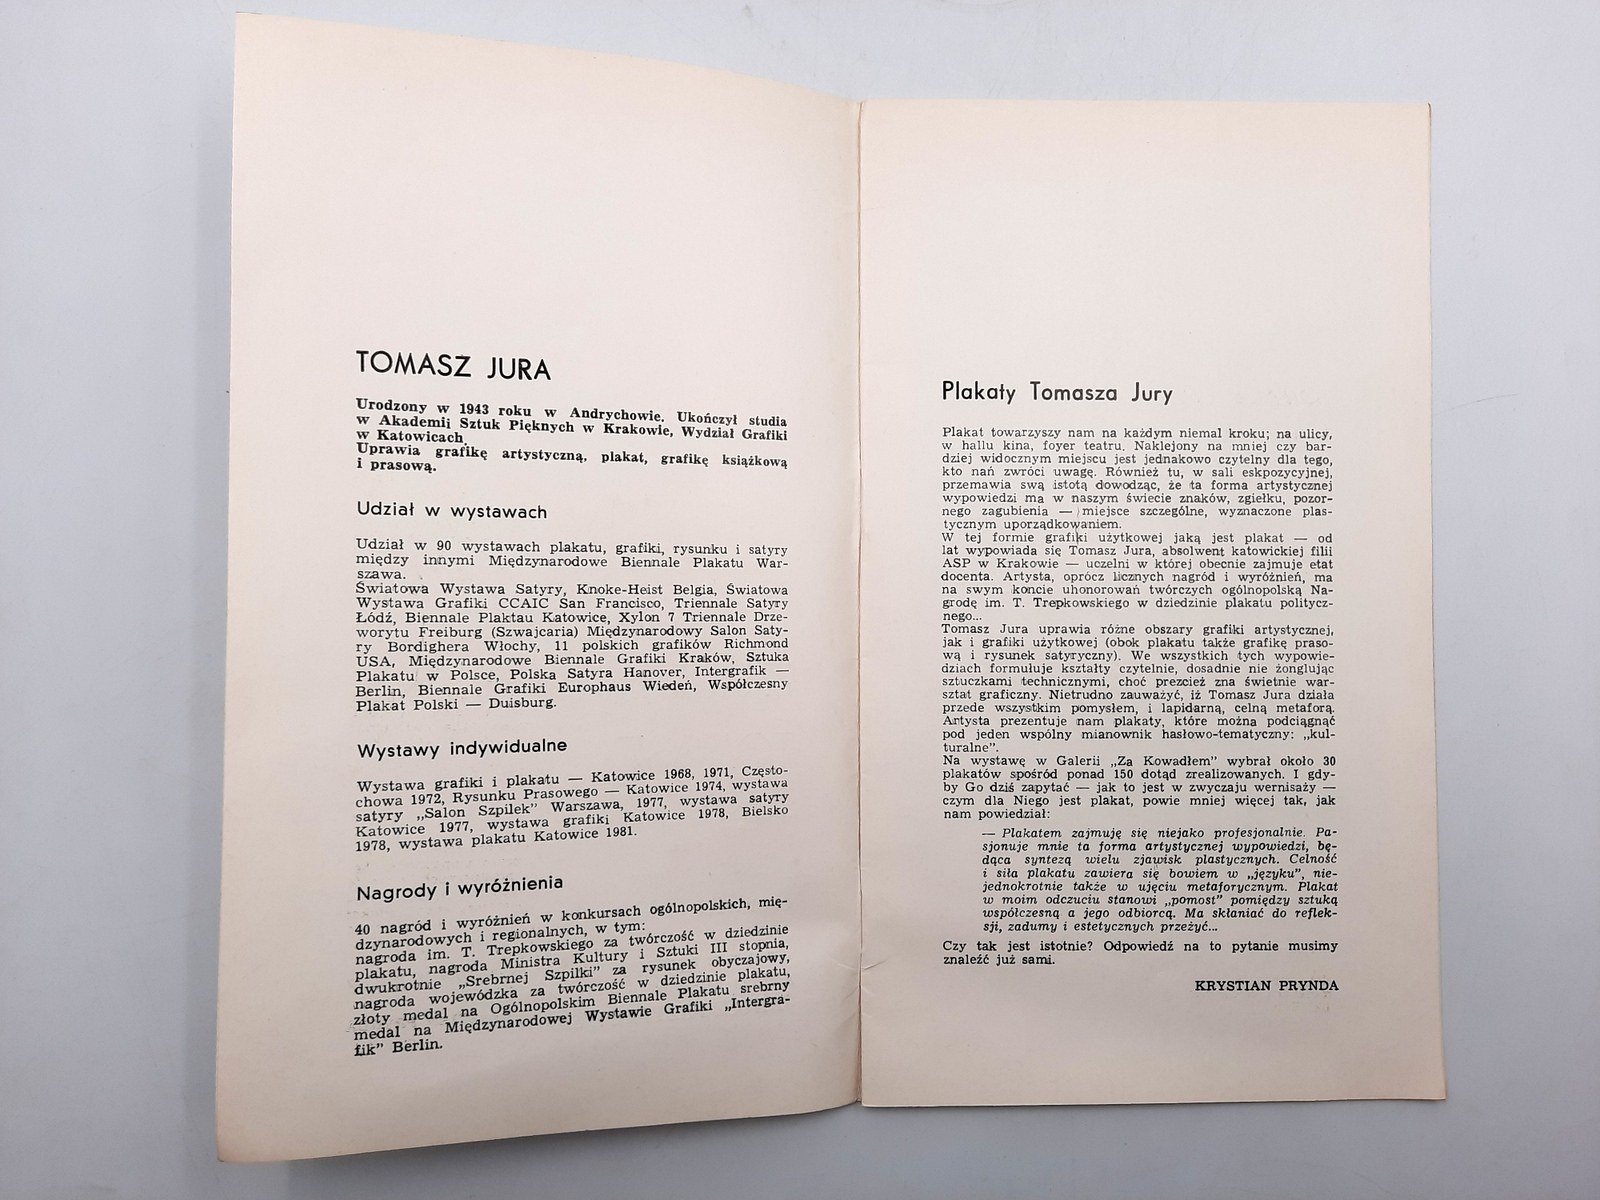 TOMASZ JURA
Urodzony w 1943 roku w Andrychowie. Ukończył studia
w Akademii Sztuk Pięknych w Krakowie, Wydział Grafiki
w Katowicach.
Uprawia grafikę artystyczną, plakat, grafikę książkową
i prasową.
Udział w wystawach
Udział w 90 wystawach plakatu, grafiki, rysunku i satyry
między innymi Międzynarodowe Biennale Plakatu War-
szawa.
Światowa Wystawa Satyry, Knoke-Heist Belgia, Światowa
Wystawa Grafiki CCAIC San Francisco, Triennale Satyry
Łódź, Biennale Plaktau Katowice, Xylon 7 Triennale Drze-
worytu Freiburg (Szwajcaria) Międzynarodowy Salon Saty-
ry Bordighera Włochy, 11 polskich grafików Richmond
USA, Międzynarodowe Biennale Grafiki Kraków, Sztuka
Plakatu w Polsce, Polska Satyra Hanover, Intergrafik —
Berlin, Biennale Grafiki Europhaus Wiedeń, Współczesny
Plakat Polski — Duisburg.
Wystawy indywidualne
Wystawa grafiki i plakatu — Katowice 1968, 1971, Często-
chowa 1972, Rysunku Prasowego — Katowice 1974, wystawa
satyry „Salon Szpilek" Warszawa, 1977, wystawa satyry
Katowice 1977, wystawa grafiki Katowice 1978, Bielsko
1978, wystawa plakatu Katowice 1981.
Nagrody i wyróżnienia
40 nagród i wyróżnień w konkursach ogólnopolskich, mię-
dzynarodowych i regionalnych, w tym:
nagroda im. T. Trepkowskiego za twórczość w dziedzinie
plakatu, nagroda Ministra Kultury i Sztuki III stopnia,
dwukrotnie „Srebrnej Szpilki" za rysunek obyczajowy,
nagroda wojewódzka za twórczość w dziedzinie plakatu,
złoty medal na Ogólnopolskim Biennale Plakatu srebrny
medal na Międzynarodowej Wystawie Grafiki „Intergra-
fik" Berlin.
Plakaty Tomasza Jury
Plakat towarzyszy nam na każdym niemal kroku; na ulicy,
w hallu kina, foyer teatru. Naklejony na mniej czy bar-
dziej widocznym miejscu jest jednakowo czytelny dla tego,
kto nań zwróci uwagę. Również tu, w sali eskpozycyjnej,
przemawia swą istotą dowodząc, że ta forma artystycznej
wypowiedzi ma w naszym świecie znaków, zgiełku, pozor-
nego zagubienia — miejsce szczególne, wyznaczone plas-
tycznym uporządkowaniem.
W tej formie grafiki użytkowej jaką jest plakat — od
lat wypowiada się Tomasz Jura, absolwent katowickiej filii
ASP w Krakowie — uczelni w której obecnie zajmuje etat
docenta. Artysta, oprócz licznych nagród i wyróżnień, ma
na swym koncie uhonorowań twórczych ogólnopolską Na-
grodę im. T. Trepkowskiego w dziedzinie plakatu politycz-
nego...
Tomasz Jura uprawia różne obszary grafiki artystycznej,
jak i grafiki użytkowej (obok plakatu także grafikę praso-
wą i rysunek satyryczny). We wszystkich tych wypowie-
dziach formułuje kształty czytelnie, dosadnie nie żonglując
sztuczkami technicznymi, choć przecież zna świetnie war-
sztat graficzny. Nietrudno zauważyć, iż Tomasz Jura działa
przede wszystkim pomysłem, i lapidarną, celną metaforą.
Artysta prezentuje nam plakaty, które można podciągnąć
pod jeden wspólny mianownik hasłowo-tematyczny: „kul-
turalne".
Na wystawę w Galerii „Za Kowadłem" wybrał około 30
plakatów spośród ponad 150 dotąd zrealizowanych. I gdy-
by Go dziś zapytać — jak to jest w zwyczaju wernisaży —
czym dla Niego jest plakat, powie mniej więcej tak, jak
nam powiedział:
— Plakatem zajmuję się niejako profesjonalnie. Pa-
sjonuje mnie ta forma artystycznej wypowiedzi, bę-
dąca syntezą wielu zjawisk plastycznych. Celność
i siła plakatu zawiera się bowiem w „języku", nie-
jednokrotnie także w ujęciu metaforycznym. Plakat
w moim odczuciu stanowi „pomost" pomiędzy sztuką
współczesną a jego odbiorcą. Ma skłaniać do reflek-
sji, zadumy i estetycznych przeżyć...
Czy tak jest istotnie? Odpowiedź na to pytanie musimy
znaleźć już sami.
KRYSTIAN PRYNDA